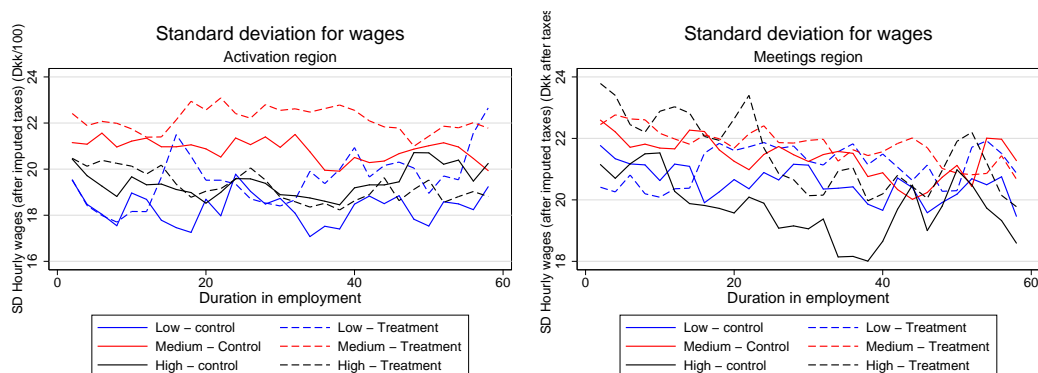 Standard deviation for wages
Activation region
SD Hourly wages (after imputed taxes) (Dkk/100)
24
22
20
18
16
0
20
40
60
Duration in employment
Low − control
Low − Treatment
Medium − Control
Medium − Treatment
High − control
High − Treatment
Standard deviation for wages
Meetings region
SD Hourly wages (after imputed taxes) (Dkk after taxes
24
22
20
18
0
20
40
60
Duration in employment
Low − control
Low − Treatment
Medium − Control
Medium − Treatment
High − control
High − Treatment